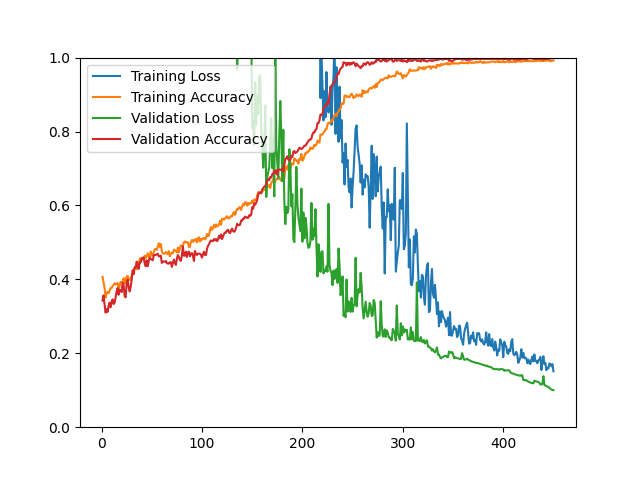 1.0
0.8
0.6
0.4
0.2
0.0
Training Loss
Training Accuracy
Validation Loss
Validation Accuracy
0 100 200 300 400